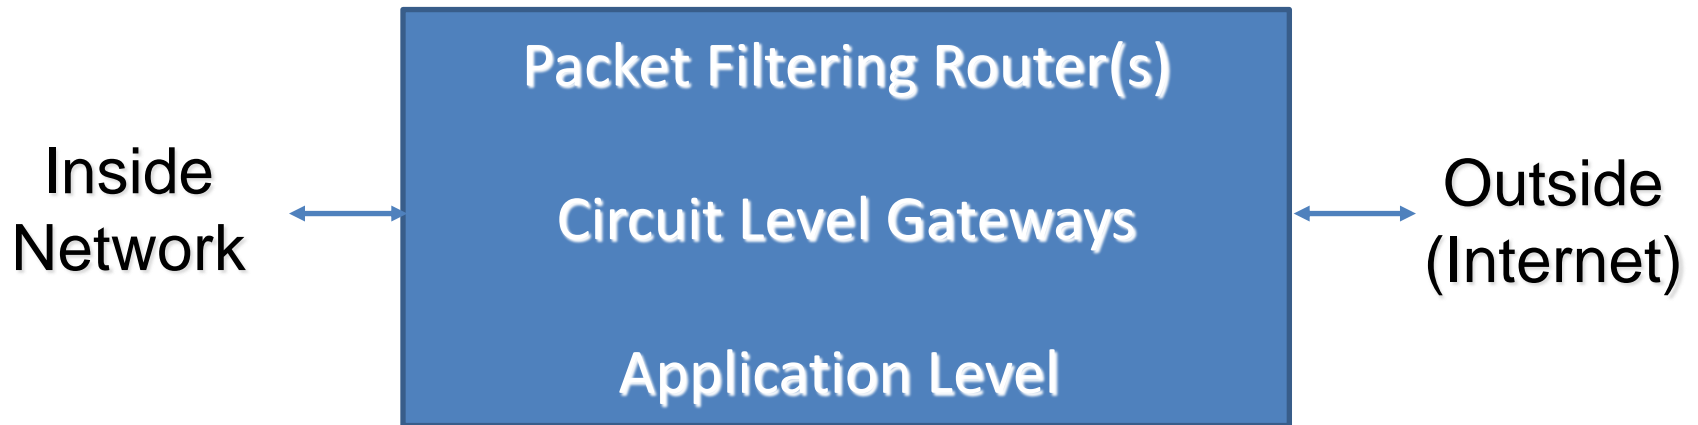 Packet Filtering Router(s)
Inside
Network
Circuit Level Gateways
Outside
(Internet)
Application Level